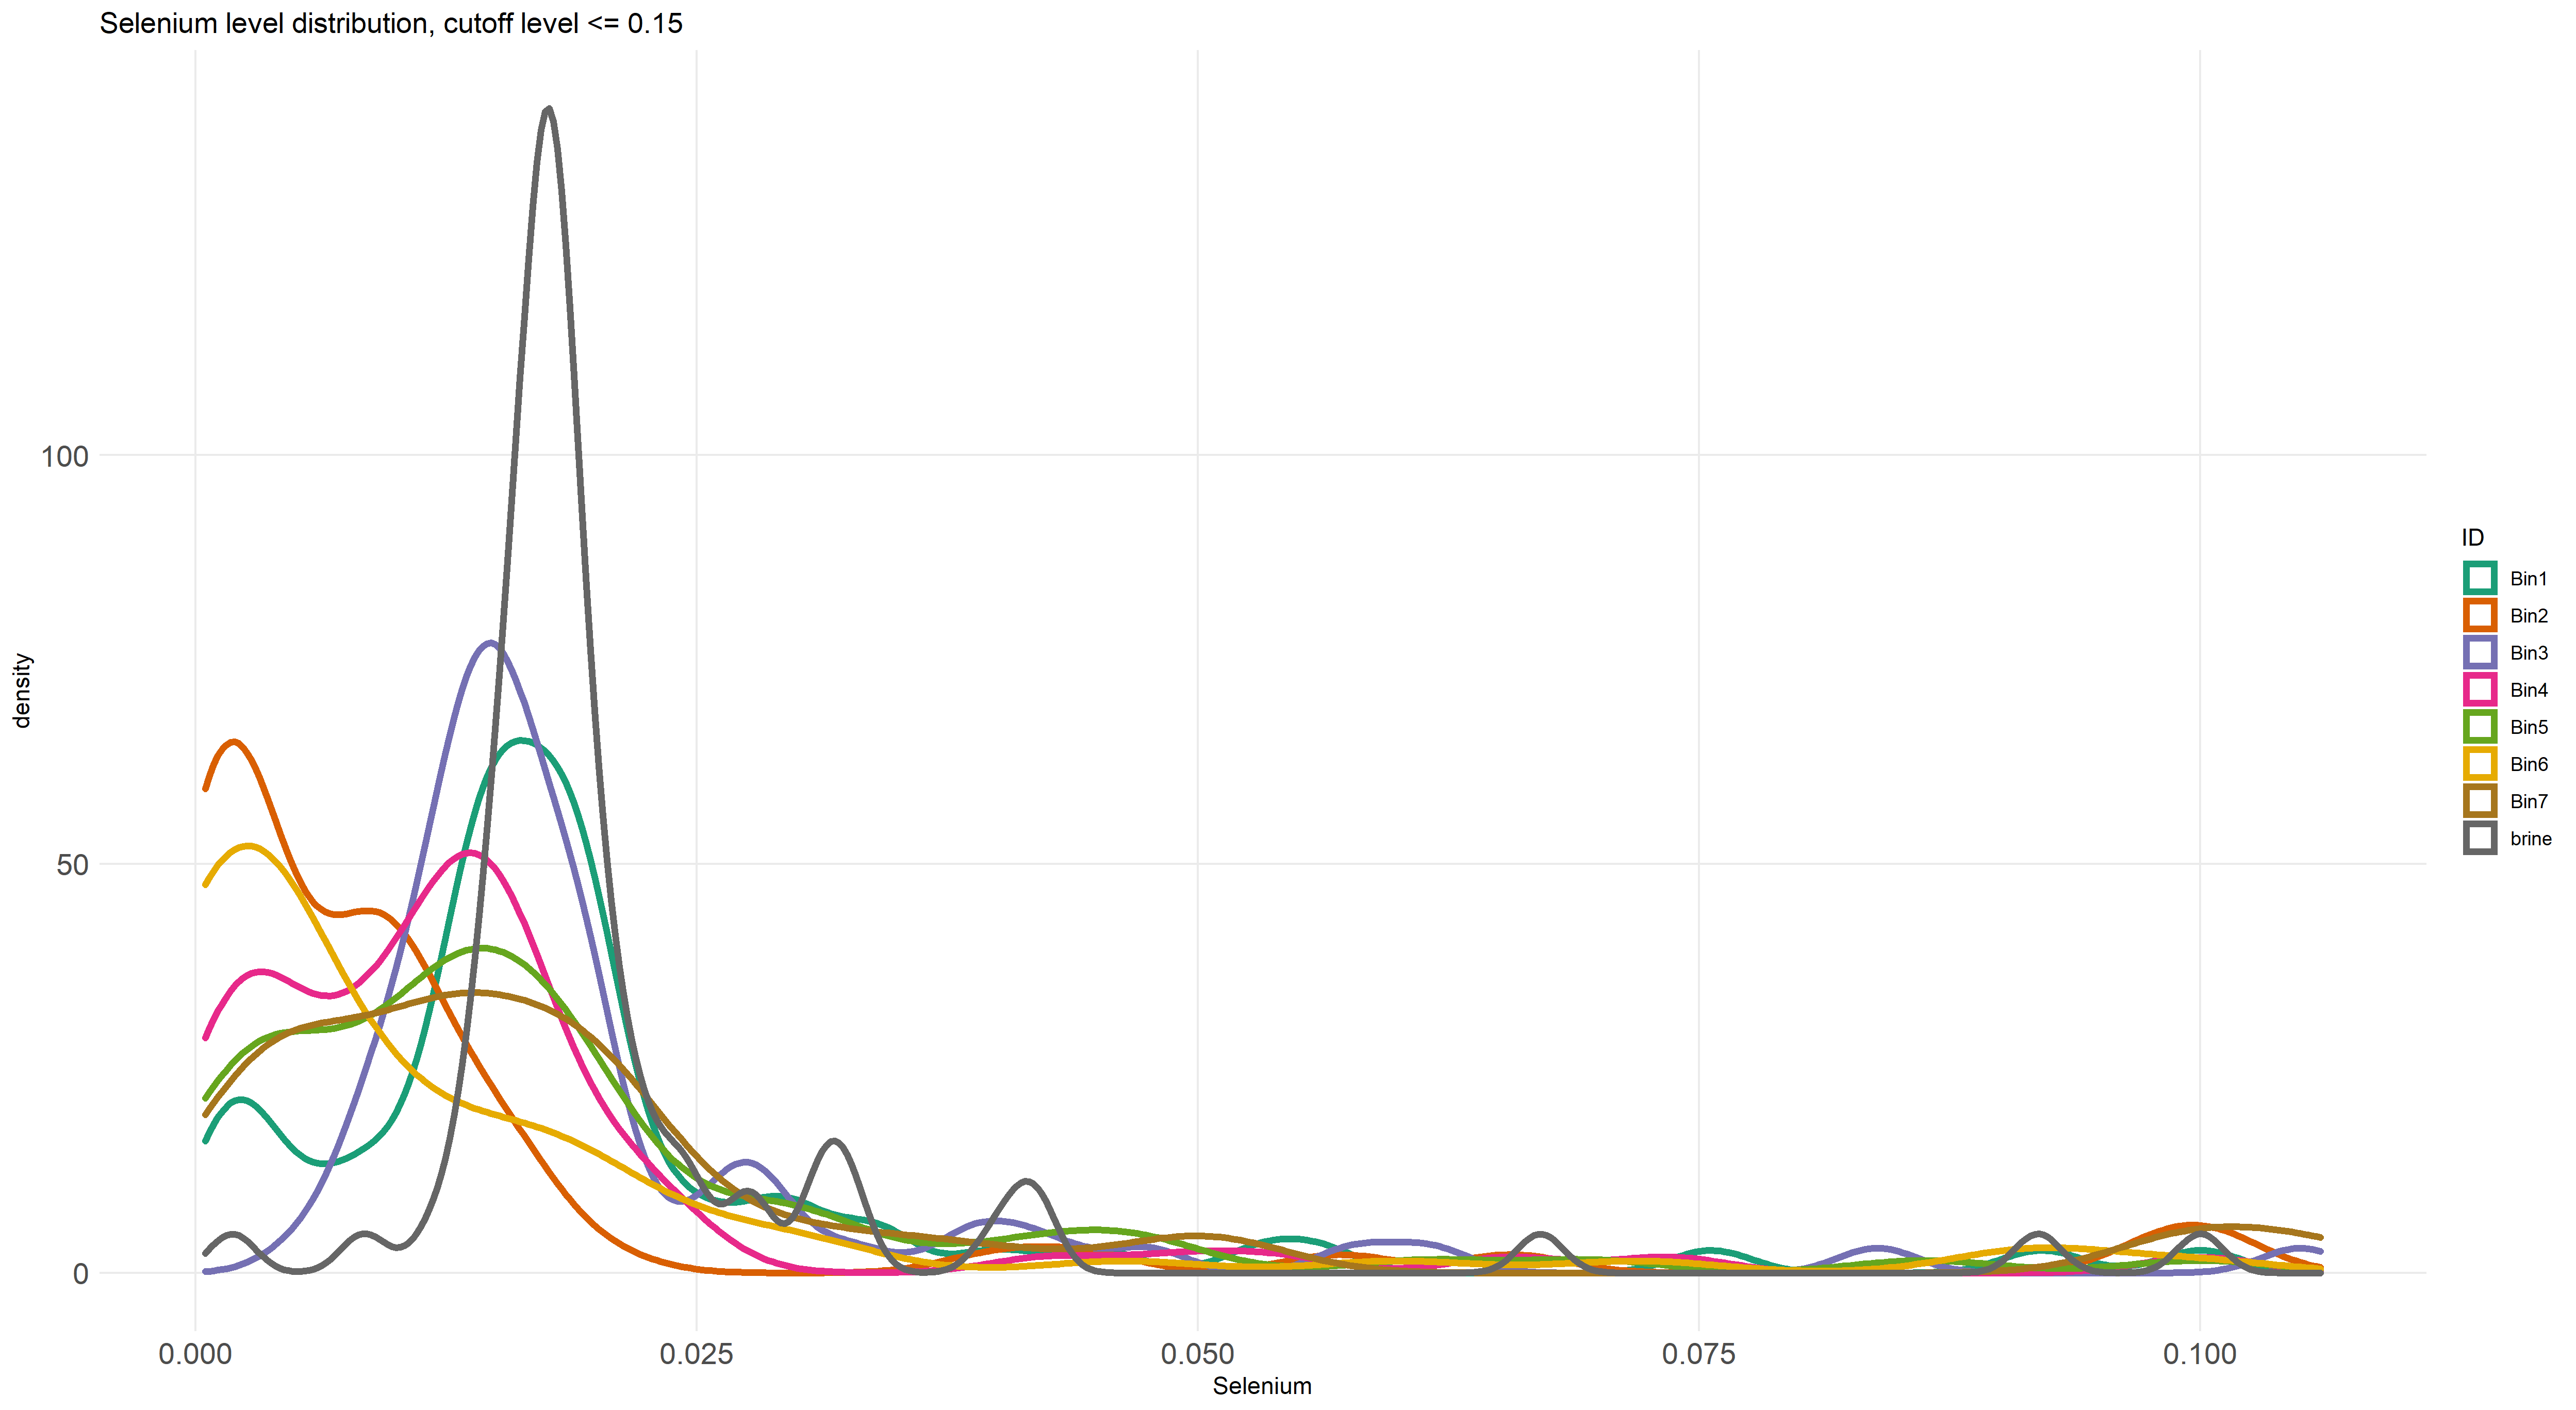 Selenium level distribution, cutoff level <= 0.15
density
100
50
0
0.000 0.025 0.050 0.075 0.100
Selenium
ID
Bin1
Bin2
Bin3
Bin4
Bin5
Bin6
Bin7
brine